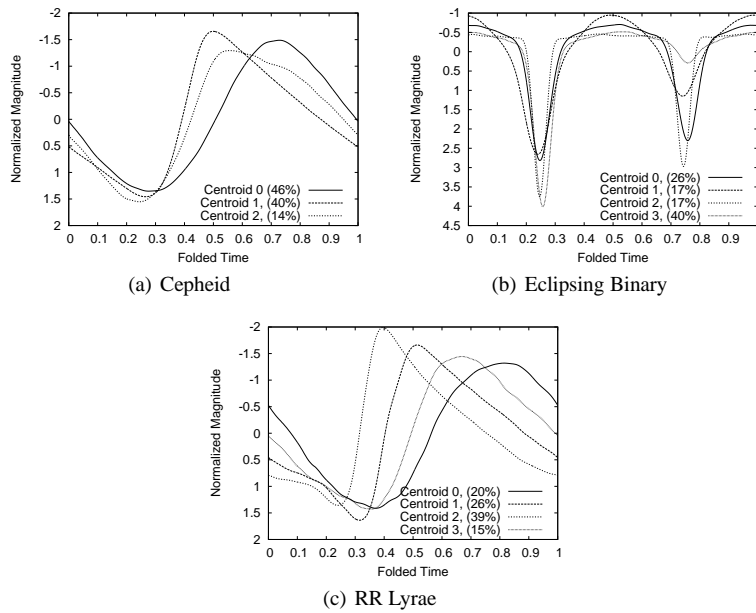 -2
-1.5
-1
-0.5
0
0.5
1
1.5
2
0 0.1 0.2 0.3 0.4 0.5 0.6 0.7 0.8 0.9 1
Normalized Magnitude
Folded Time
Centroid 0 (46%)
Centroid 1, (40%)
Centroid 2, (14%)
(a) Cepheid
-1
-0.5
0
0.5
1
1.5
2
2.5
3
3.5
4
4.5
0 0.1 0.2 0.3 0.4 0.5 0.6 0.7 0.8 0.9 1
Normalized Magnitude
Folded Time
Centroid 0, (26%)
Centroid 1, (17%)
Centroid 2, (17%)
Centroid 3, (40%)
(b) Eclipsing Binary
-2
-1.5
-1
-0.5
0
0.5
1
1.5
2
0 0.1 0.2 0.3 0.4 0.5 0.6 0.7 0.8 0.9 1
Normalized Magnitude
Folded Time
Centroid 0, (20%)
Centroid 1, (26%)
Centroid 2, (39%)
Centroid 3, (15%)
(c) RR Lyrae